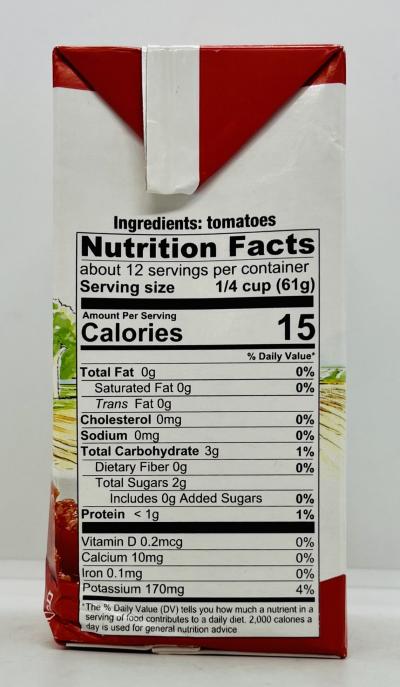 Ingredients: tomatoes
Nutrition Facts
about 12 servings per container
Serving size 1/4 cup (61g)
Amount Per Serving
Calories 15
% Daily Value*
Total Fat 0g 0%
Saturated Fat 0g 0%
Trans Fat 0g
Cholesterol 0mg 0%
Sodium 0mg 0%
Total Carbohydrate 3g 1%
Dietary Fiber 0g 0%
Total Sugars 2g
Includes 0g Added Sugars 0%
Protein < 1g 1%
Vitamin D 0.2mcg 0%
Calcium 10mg 0%
Iron 0.1mg 0%
Potassium 170mg 4%
*The % Daily Value (DV) tells you how much a nutrient in a
serving of food contributes to a daily diet. 2,000 calories a
day is used for general nutrition advice